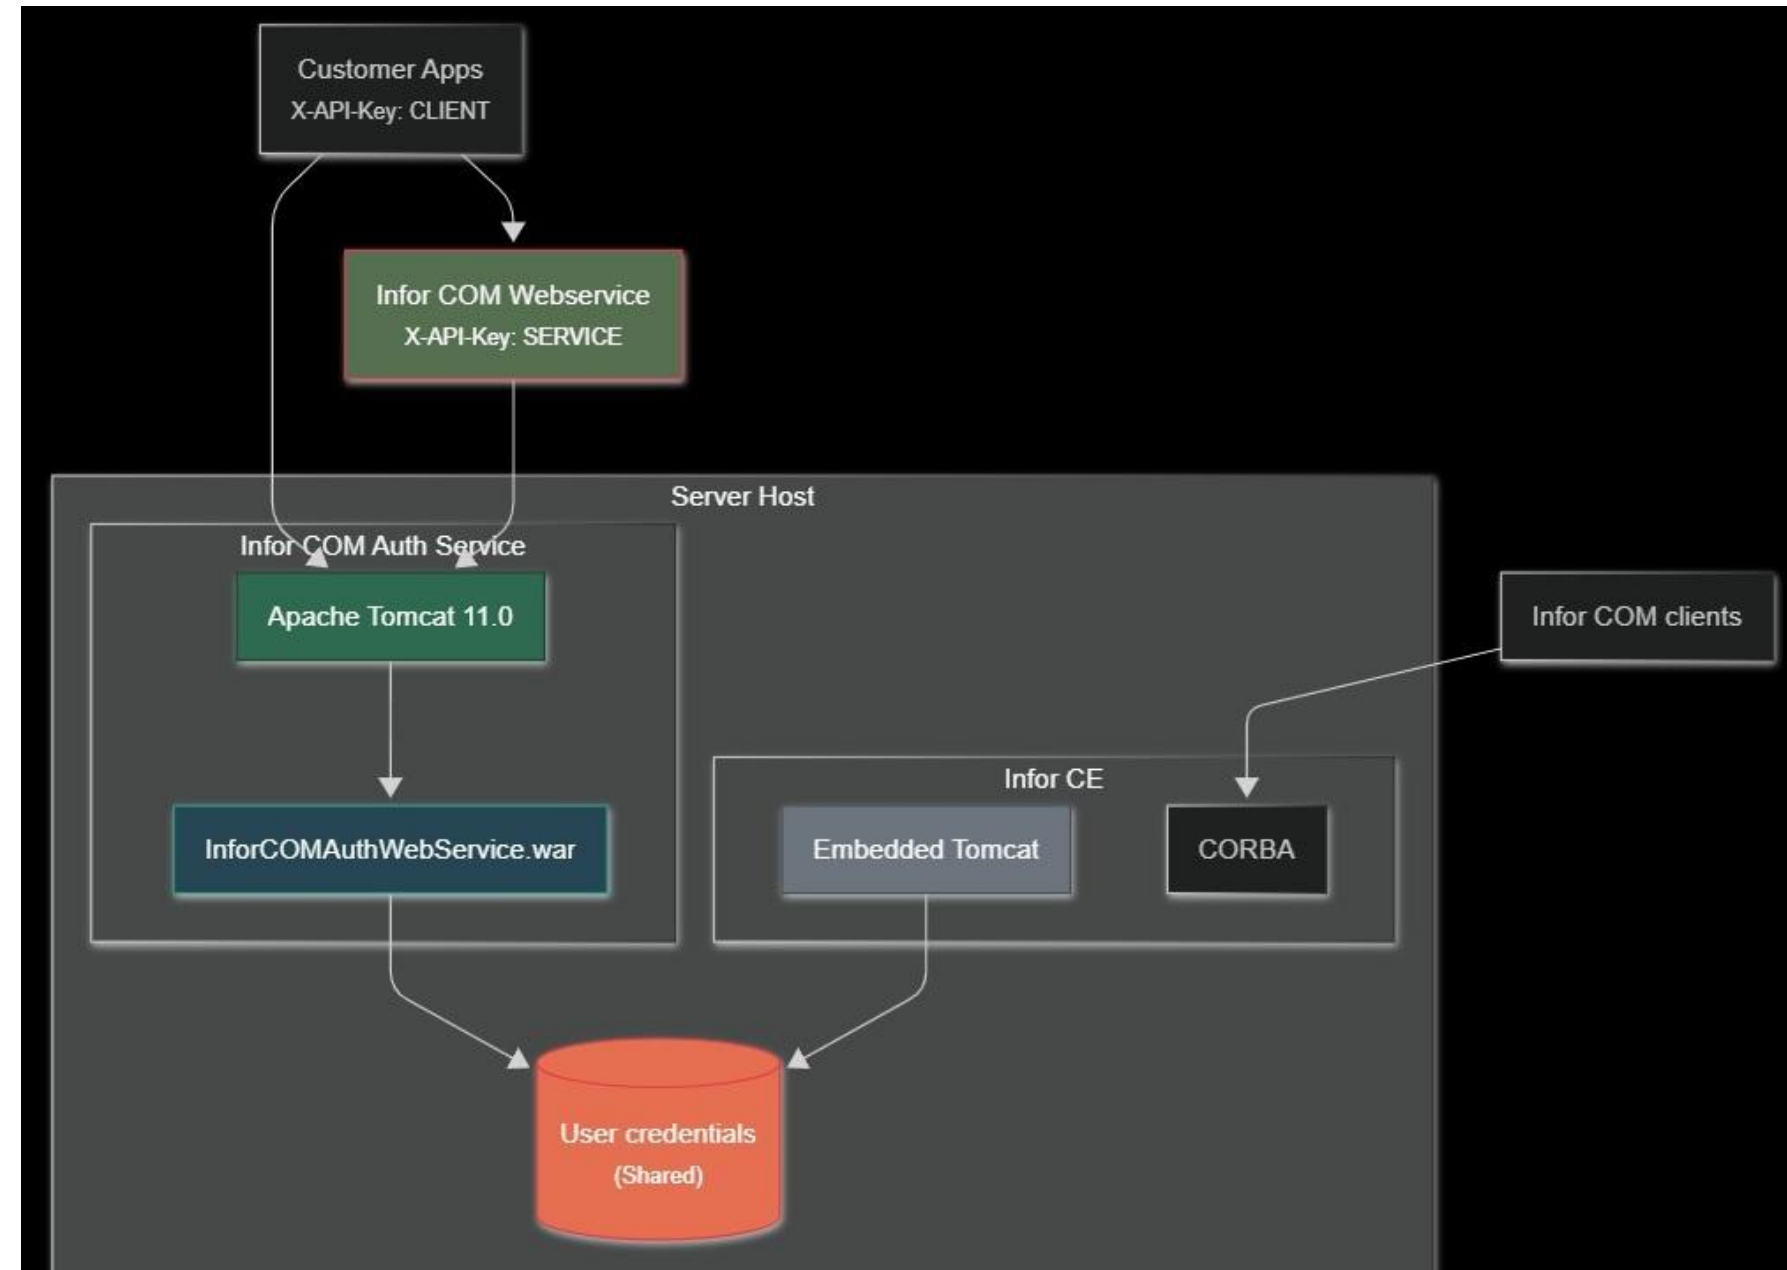 Customer Apps
X-API-Key: CLIENT
Infor COM Webservice
X-API-Key: SERVICE
Server Host
Infor COM Auth Service
Apache Tomcat 11.0
Infor COM clients
Infor CE
InforCOMAuthWebService.war
Embedded Tomcat
CORBA
User credentials
(Shared)